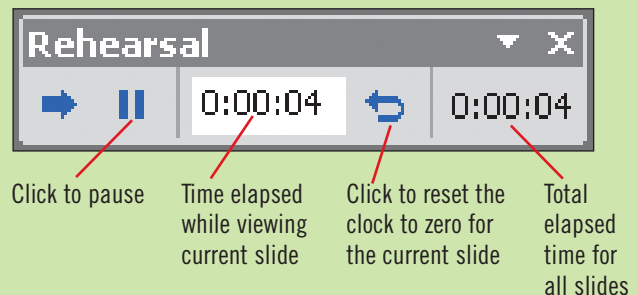 Rehearsal
0:00:04 0:00:04
Click to pause
Time elapsed
while viewing
current slide
Click to reset the
clock to zero for
the current slide
Total
elapsed
time for
all slides